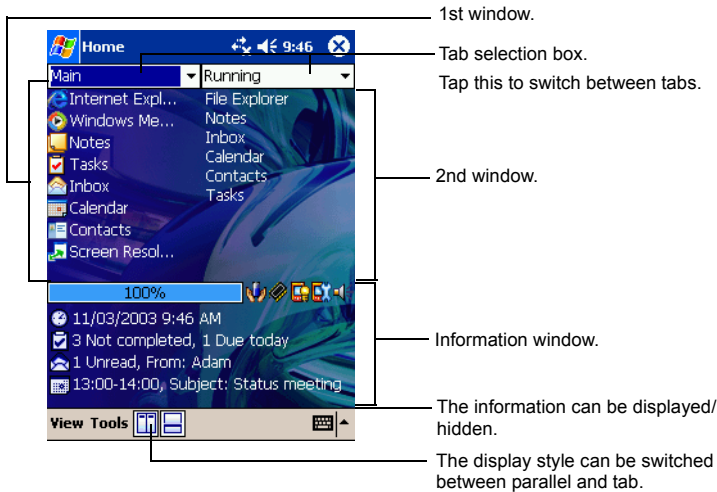 1st window.
Home 9:46
Tab selection box.
Tap this to switch between tabs.
Main Running
Internet Expl... File Explorer
Windows Me... Notes
Notes Inbox
Tasks Calendar
Inbox Contacts
Calendar Tasks
Contacts
Screen Resol...
2nd window.
100%
11/03/2003 9:46 AM
3 Not completed, 1 Due today
1 Unread, From: Adam
13:00-14:00, Subject: Status meeting
Information window.
View Tools
The information can be displayed/
hidden.
The display style can be switched
between parallel and tab.